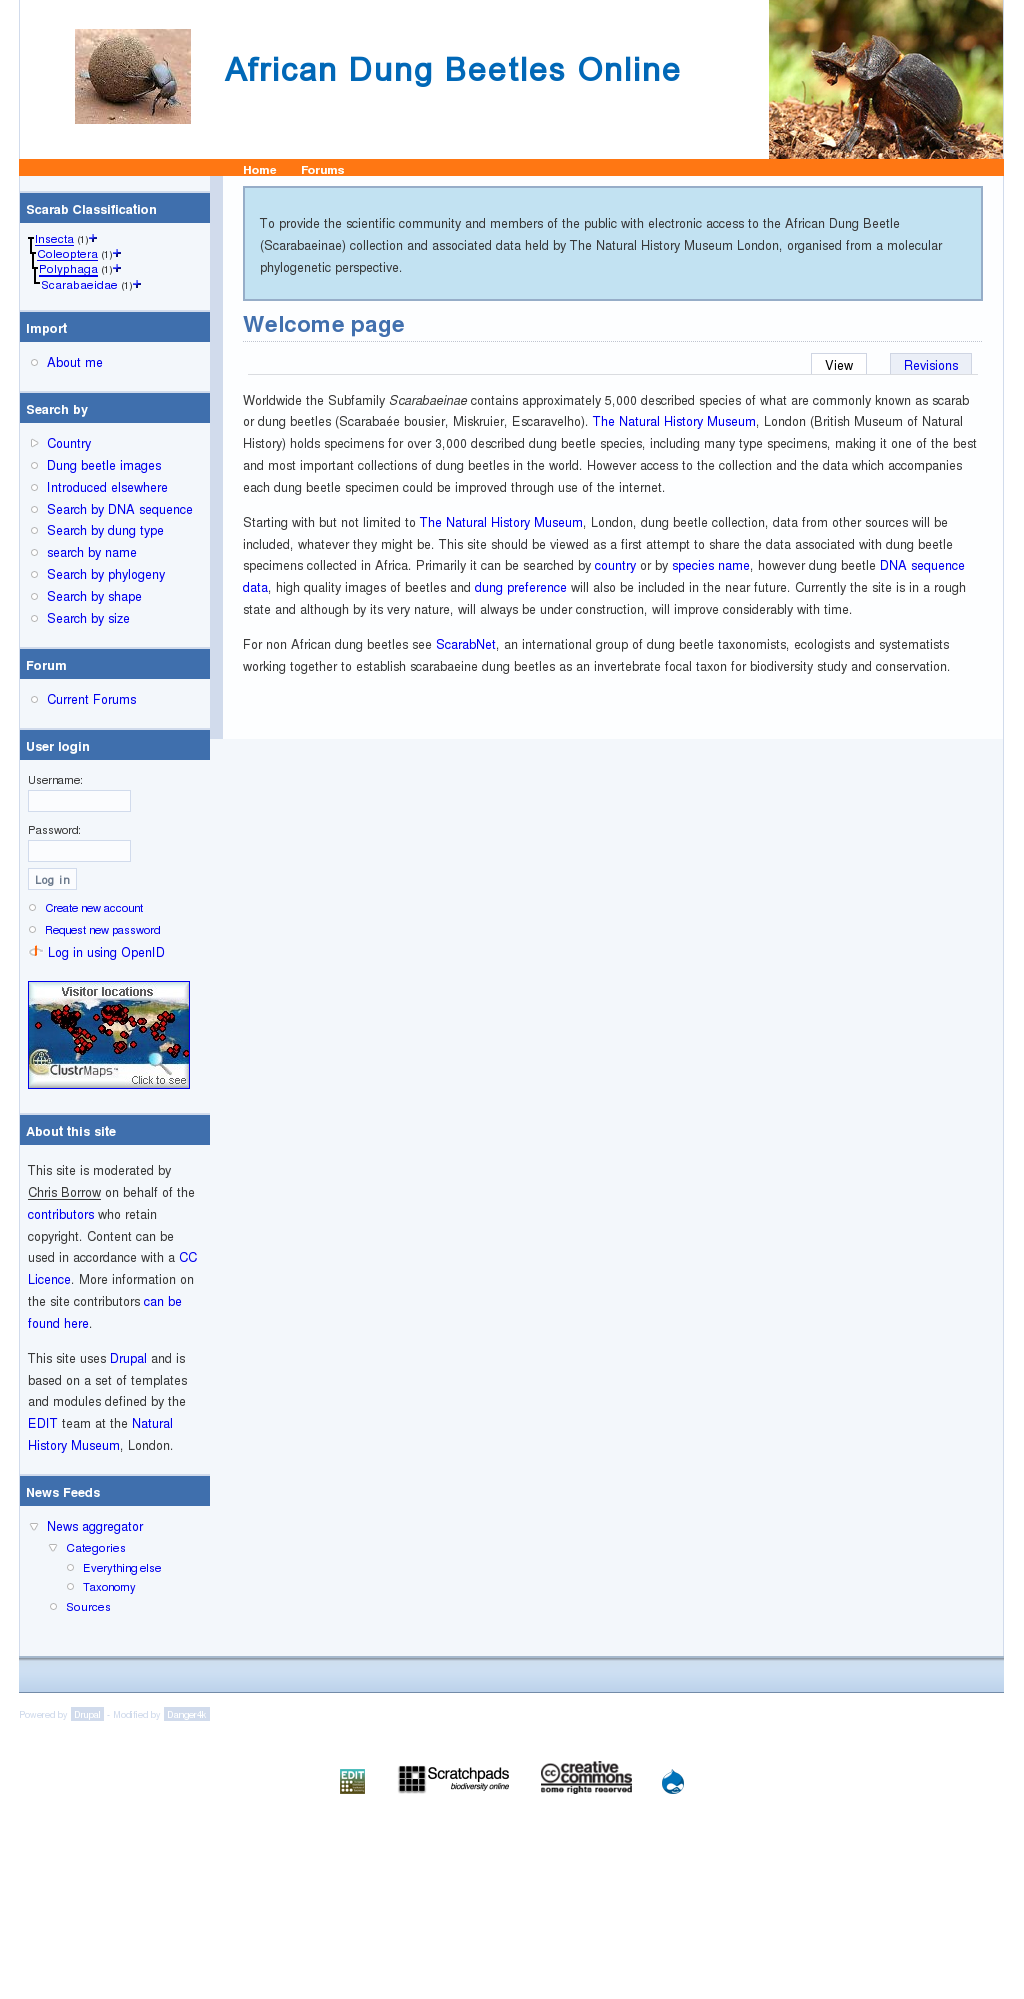 African Dung Beetles Online
Home Forums
Scarab Classification
Insecta (1)+
Coleoptera (1)+
Polyphaga (1)+
Scarabaeidae (1)+
Import
About me
Search by
Country
Dung beetle images
Introduced elsewhere
Search by DNA sequence
Search by dung type
search by name
Search by phylogeny
Search by shape
Search by size
Forum
Current Forums
User login
Username:
Password:
Log in
Create new account
Request new password
Log in using OpenID
Visitor locations
ClustrMaps™
Click to see
About this site
This site is moderated by
Chris Borrow on behalf of the
contributors who retain
copyright. Content can be
used in accordance with a CC
Licence. More information on
the site contributors can be
found here.
This site uses Drupal and is
based on a set of templates
and modules defined by the
EDIT team at the Natural
History Museum, London.
News Feeds
News aggregator
Categories
Everything else
Taxonomy
Sources
To provide the scientific community and members of the public with electronic access to the African Dung Beetle
(Scarabaeinae) collection and associated data held by The Natural History Museum London, organised from a molecular
phylogenetic perspective.
Welcome page
View Revisions
Worldwide the Subfamily Scarabaeinae contains approximately 5,000 described species of what are commonly known as scarab
or dung beetles (Scarabaée bousier, Miskruier, Escaravelho). The Natural History Museum, London (British Museum of Natural
History) holds specimens for over 3,000 described dung beetle species, including many type specimens, making it one of the best
and most important collections of dung beetles in the world. However access to the collection and the data which accompanies
each dung beetle specimen could be improved through use of the internet.
Starting with but not limited to The Natural History Museum, London, dung beetle collection, data from other sources will be
included, whatever they might be. This site should be viewed as a first attempt to share the data associated with dung beetle
specimens collected in Africa. Primarily it can be searched by country or by species name, however dung beetle DNA sequence
data, high quality images of beetles and dung preference will also be included in the near future. Currently the site is in a rough
state and although by its very nature, will always be under construction, will improve considerably with time.
For non African dung beetles see ScarabNet, an international group of dung beetle taxonomists, ecologists and systematists
working together to establish scarabaeine dung beetles as an invertebrate focal taxon for biodiversity study and conservation.
Powered by Drupal - Modified by Danger4k
EDIT
Scratchpads
biodiversity online
cc creative
commons
some rights reserved